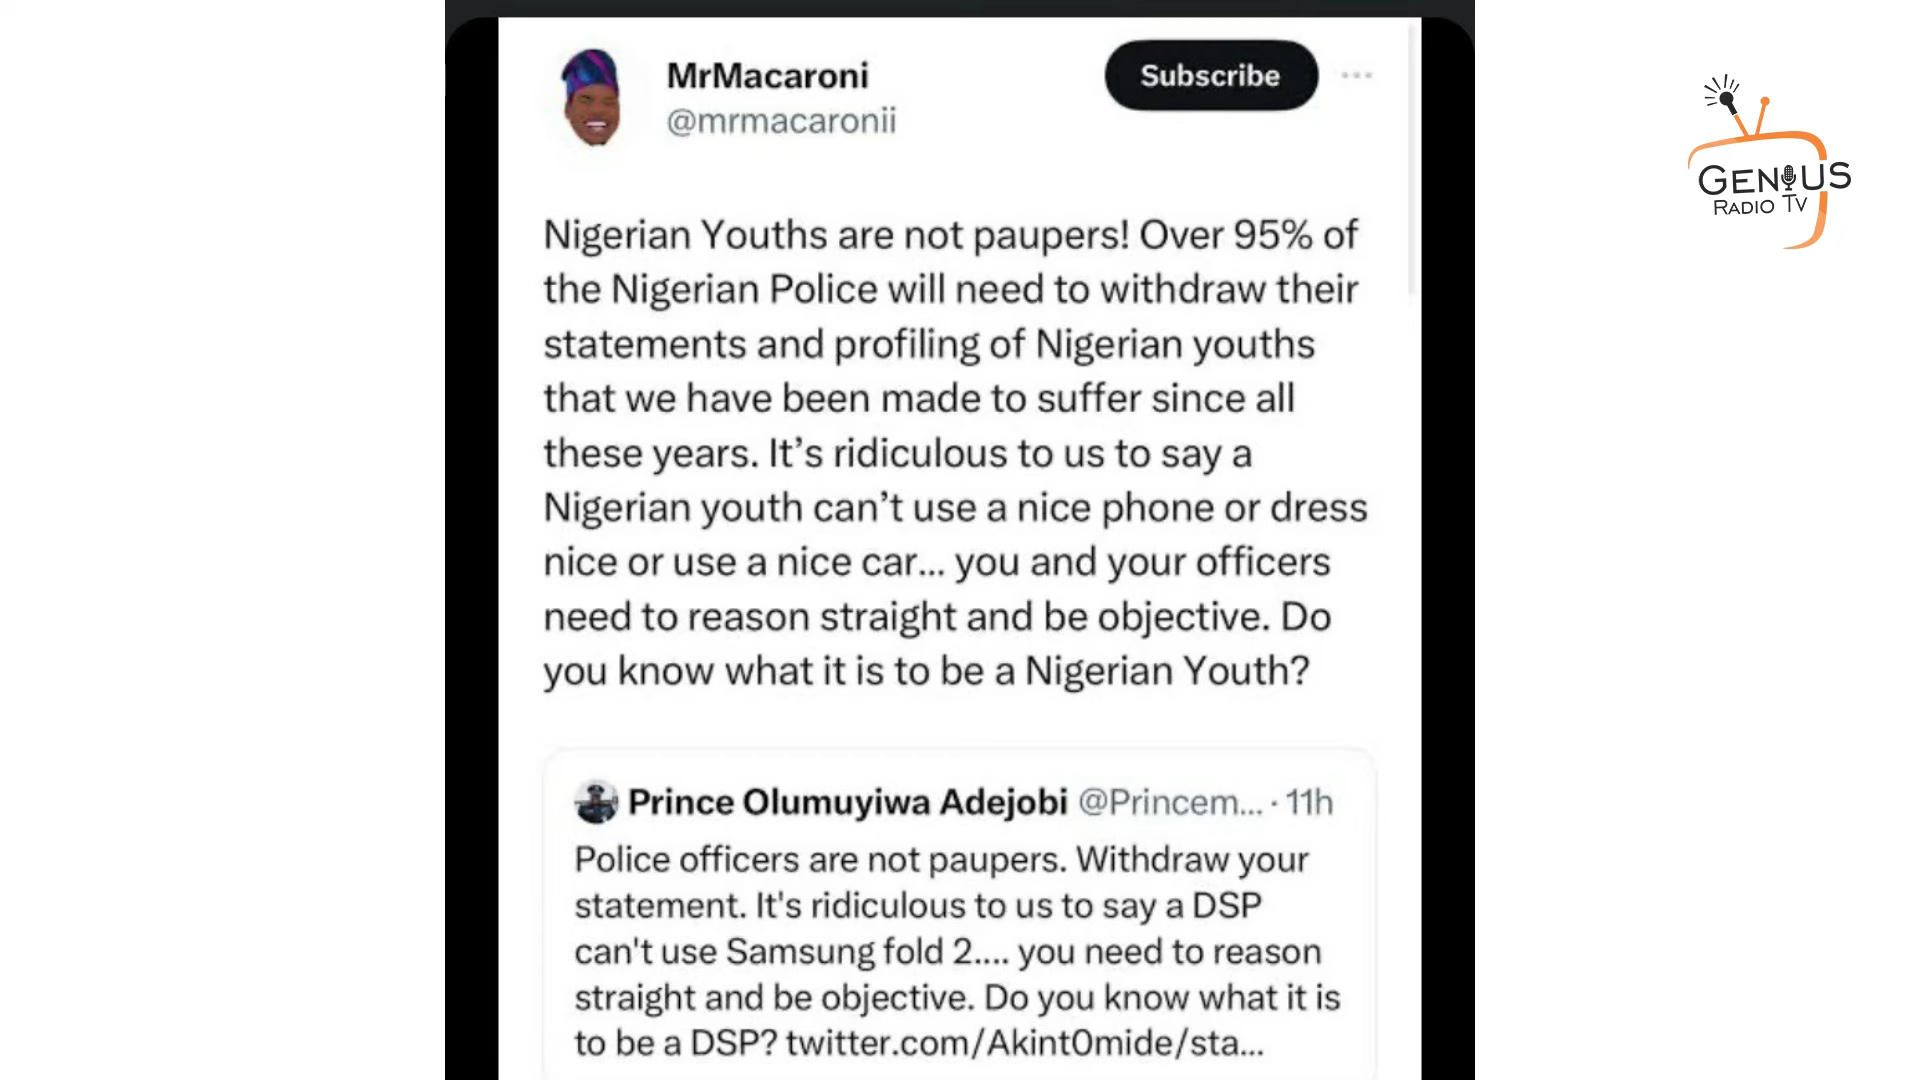 MrMacaroni
@mrmacaronii
Subscribe
Nigerian Youths are not paupers! Over 95% of
the Nigerian Police will need to withdraw their
statements and profiling of Nigerian youths
that we have been made to suffer since all
these years. It’s ridiculous to us to say a
Nigerian youth can’t use a nice phone or dress
nice or use a nice car... you and your officers
need to reason straight and be objective. Do
you know what it is to be a Nigerian Youth?
Prince Olumuyiwa Adejobi @Princem... · 11h
Police officers are not paupers. Withdraw your
statement. It's ridiculous to us to say a DSP
can't use Samsung fold 2.... you need to reason
straight and be objective. Do you know what it is
to be a DSP? twitter.com/Akint0mide/sta...
GENIUS
RADIO TV